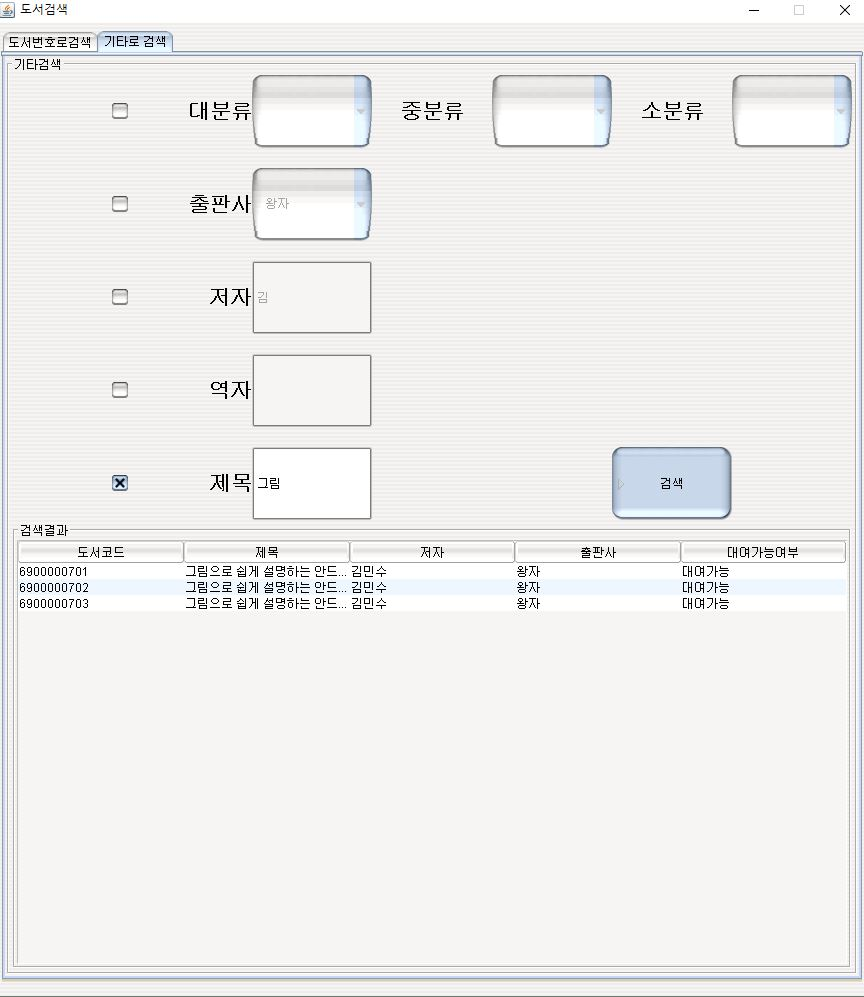 도서검색
도서번호로검색 기타로 검색
기타검색
대분류 중분류 소분류
출판사 왕자
저자 김
역자
제목 그림 검색
검색결과
도서코드 제목 저자 출판사 대여가능여부
6900000701 그림으로 쉽게 설명하는 안드... 김민수 왕자 대여가능
6900000702 그림으로 쉽게 설명하는 안드... 김민수 왕자 대여가능
6900000703 그림으로 쉽게 설명하는 안드... 김민수 왕자 대여가능